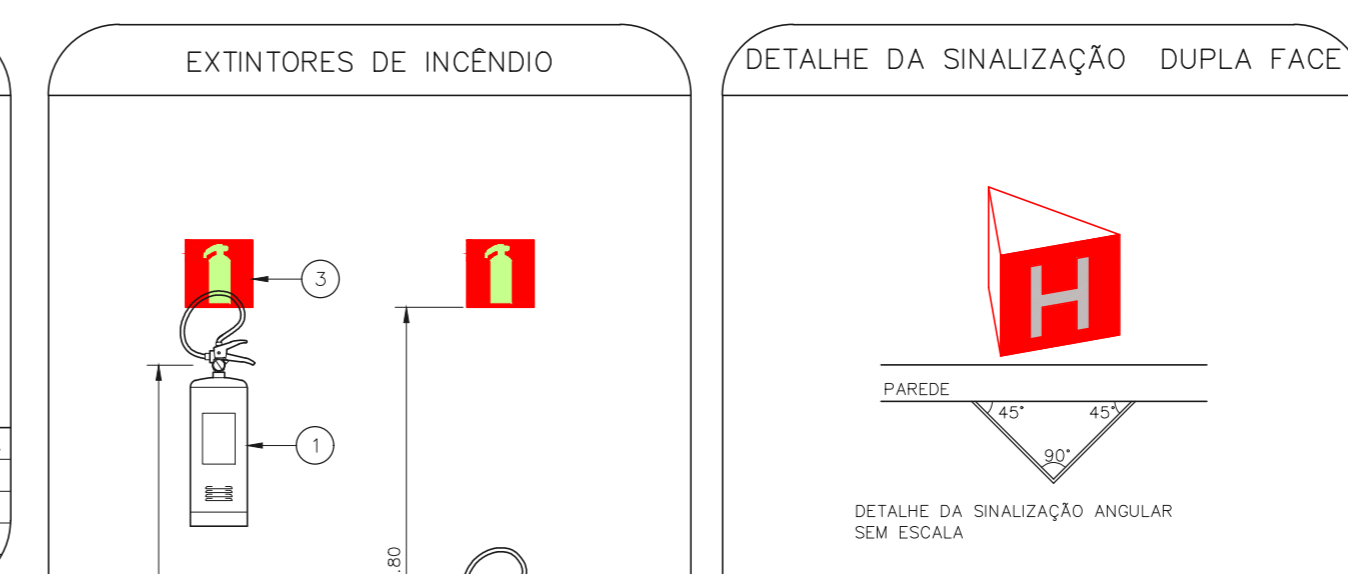 EXTINTORES DE INCÊNDIO
3
1
.80
DETALHE DA SINALIZAÇÃO DUPLA FACE
H
PAREDE
45°
45°
90°
DETALHE DA SINALIZAÇÃO ANGULAR
SEM ESCALA